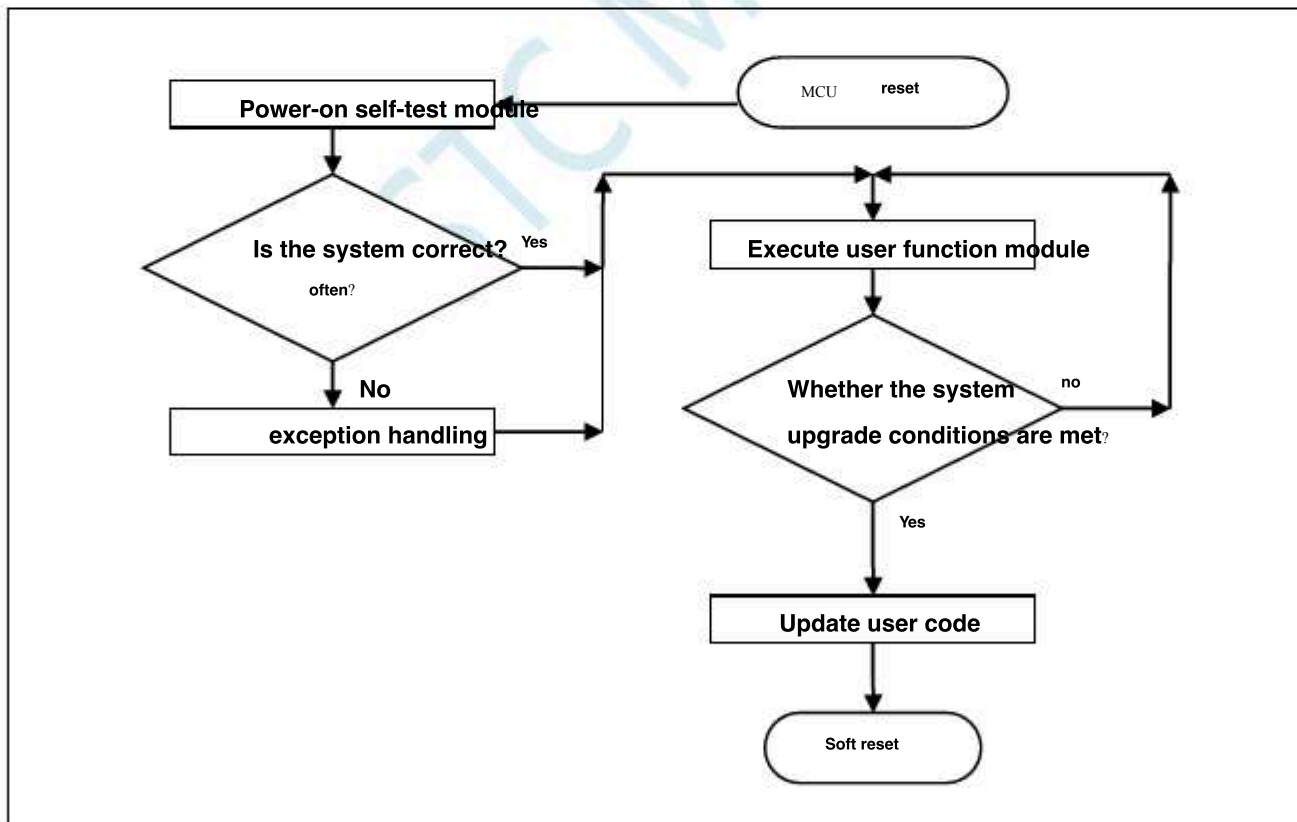 STC M
MCU reset
Power-on self-test module
Is the system correct?
often?
Yes
No
exception handling
Execute user function module
Whether the system
upgrade conditions are met?
no
Yes
Update user code
Soft reset